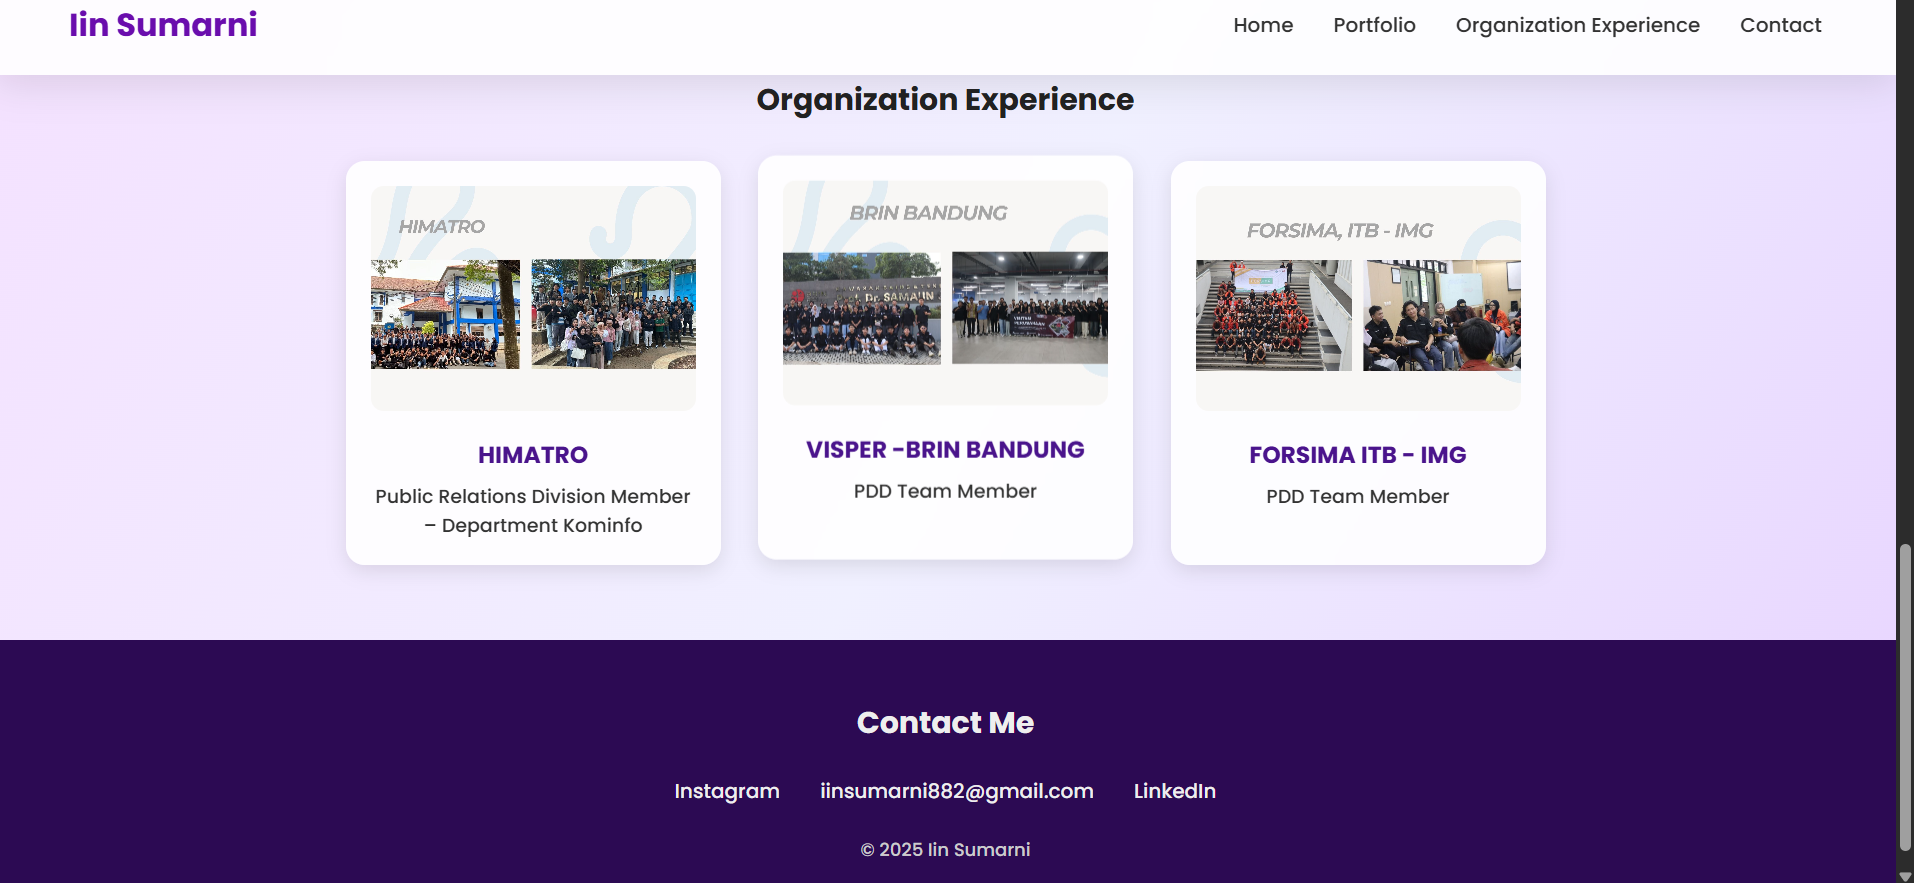 Iin Sumarni
Home
Portfolio
Organization Experience
Contact
Organization Experience
HIMATRO
BRIN BANDUNG
FORSIMA, ITB - IMG
HIMATRO
Public Relations Division Member
– Department Kominfo
VISPER –BRIN BANDUNG
PDD Team Member
FORSIMA ITB - IMG
PDD Team Member
Contact Me
Instagram
iinsumarni882@gmail.com
LinkedIn
© 2025 Iin Sumarni